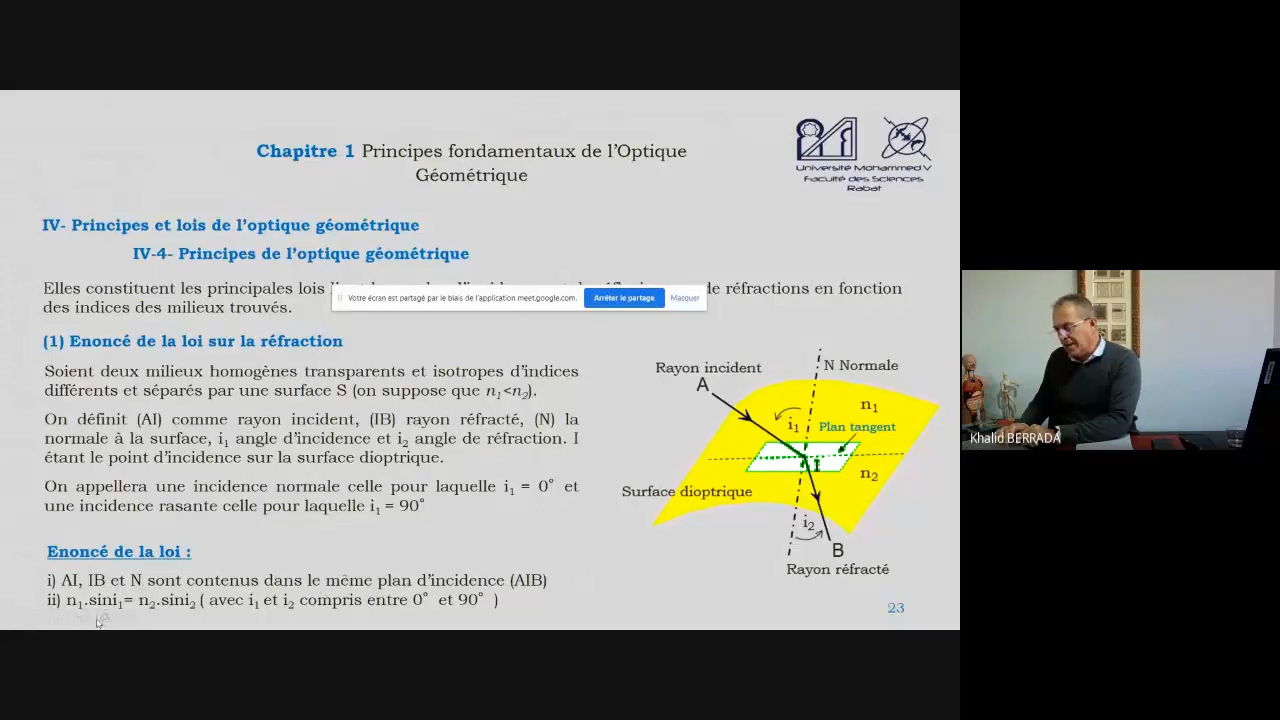 Chapitre 1 Principes fondamentaux de l'Optique
Géométrique
Université Mohammed V
Faculté des Sciences
Rabat
IV- Principes et lois de l'optique géométrique
IV-4- Principes de l'optique géométrique
Elles constituent les principales lois de réfractions en fonction
des indices des milieux trouvés.
Votre écran est partagé par le biais de l'application meet.google.com.
Arrêter le partage
Masquer
(1) Enoncé de la loi sur la réfraction
Soient deux milieux homogènes transparents et isotropes d'indices
différents et séparés par une surface S (on suppose que n₁<n₂).
On définit (AI) comme rayon incident, (IB) rayon réfracté, (N) la
normale à la surface, i₁ angle d'incidence et i₂ angle de réfraction. I
étant le point d'incidence sur la surface dioptrique.
On appellera une incidence normale celle pour laquelle i₁ = 0° et
une incidence rasante celle pour laquelle i₁ = 90°
Enoncé de la loi :
i) AI, IB et N sont contenus dans le même plan d'incidence (AIB)
ii) n₁.sini₁= n₂.sini₂ ( avec i₁ et i₂ compris entre 0° et 90° )
Rayon incident
A
N Normale
n₁
i₁
Plan tangent
I
n₂
Surface dioptrique
i₂
B
Rayon réfracté
23
Khalid BERRADA